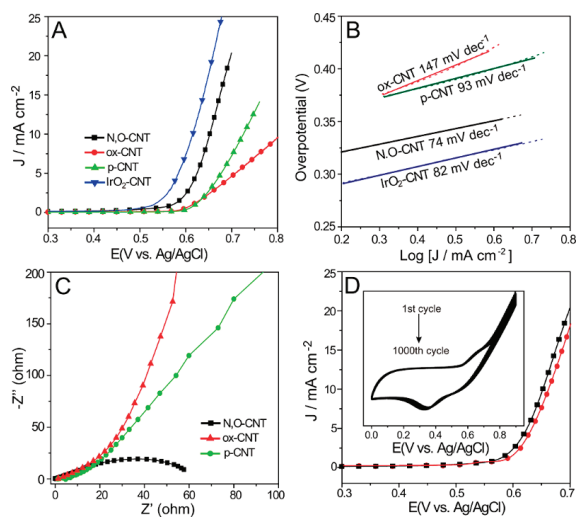 A
J / mA cm-2
25
20
15
10
5
0
N,O-CNT
ox-CNT
p-CNT
IrO2-CNT
0.3 0.4 0.5 0.6 0.7 0.8
E(V vs. Ag/AgCl)
B
Overpotential (V)
0.45
0.40
0.35
0.30
0.25
ox-CNT 147 mV dec-1
p-CNT 93 mV dec-1
N.O-CNT 74 mV dec-1
IrO2-CNT 82 mV dec-1
0.2 0.4 0.6 0.8
Log [J / mA cm-2]
C
-Z'' (ohm)
200
150
100
50
0
N,O-CNT
ox-CNT
p-CNT
0 20 40 60 80 100
Z' (ohm)
D
J / mA cm-2
25
20
15
10
5
0
1st cycle
1000th cycle
0.0 0.2 0.4 0.6 0.8
E(V vs. Ag/AgCl)
0.3 0.4 0.5 0.6 0.7
E(V vs. Ag/AgCl)